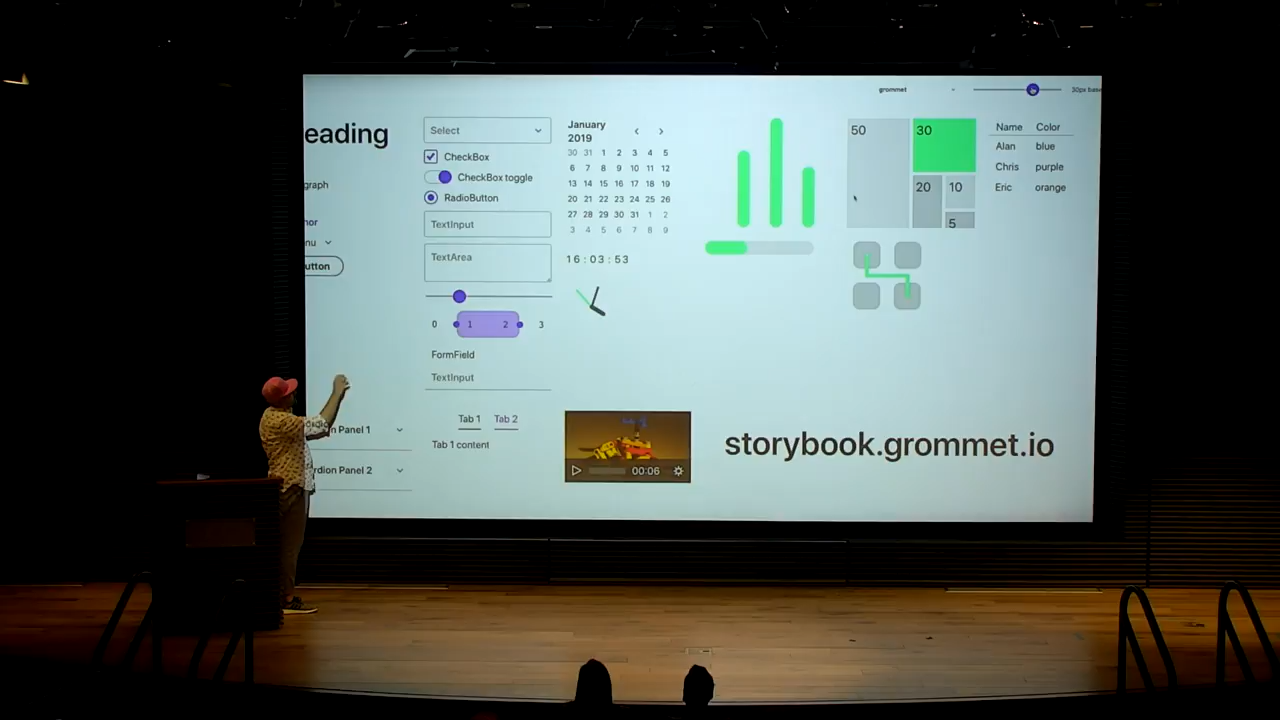 grommet
30px base
eading
graph
nor
nu
utton
n Panel 1
rdion Panel 2
Select
CheckBox
CheckBox toggle
RadioButton
TextInput
TextArea
0 1 2 3
FormField
TextInput
Tab 1 Tab 2
Tab 1 content
January
2019
30 31 1 2 3 4 5
6 7 8 9 10 11 12
13 14 15 16 17 18 19
20 21 22 23 24 25 26
27 28 29 30 31 1 2
3 4 5 6 7 8 9
16:03:53
00:06
50
30
20
10
5
Name Color
Alan blue
Chris purple
Eric orange
storybook.grommet.io